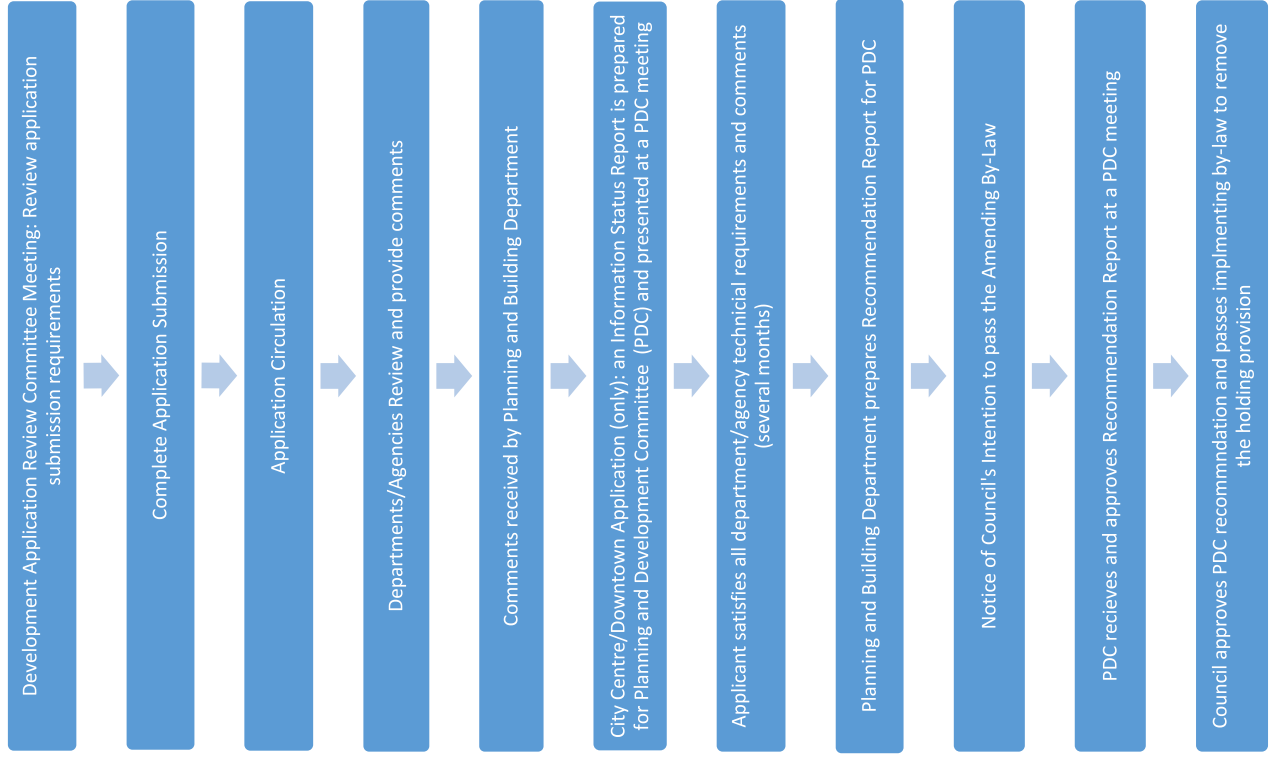 Development Application Review Committee Meeting: Review application
submission requirements
Complete Application Submission
Application Circulation
Departments/Agencies Review and provide comments
Comments received by Planning and Building Department
City Centre/Downtown Application (only): an Information Status Report is prepared
for Planning and Development Committee (PDC) and presented at a PDC meeting
Applicant satisfies all department/agency technicial requirements and comments
(several months)
Planning and Building Department prepares Recommendation Report for PDC
Notice of Council's Intention to pass the Amending By-Law
PDC recieves and approves Recommendation Report at a PDC meeting
Council approves PDC recommndation and passes implmenting by-law to remove
the holding provision